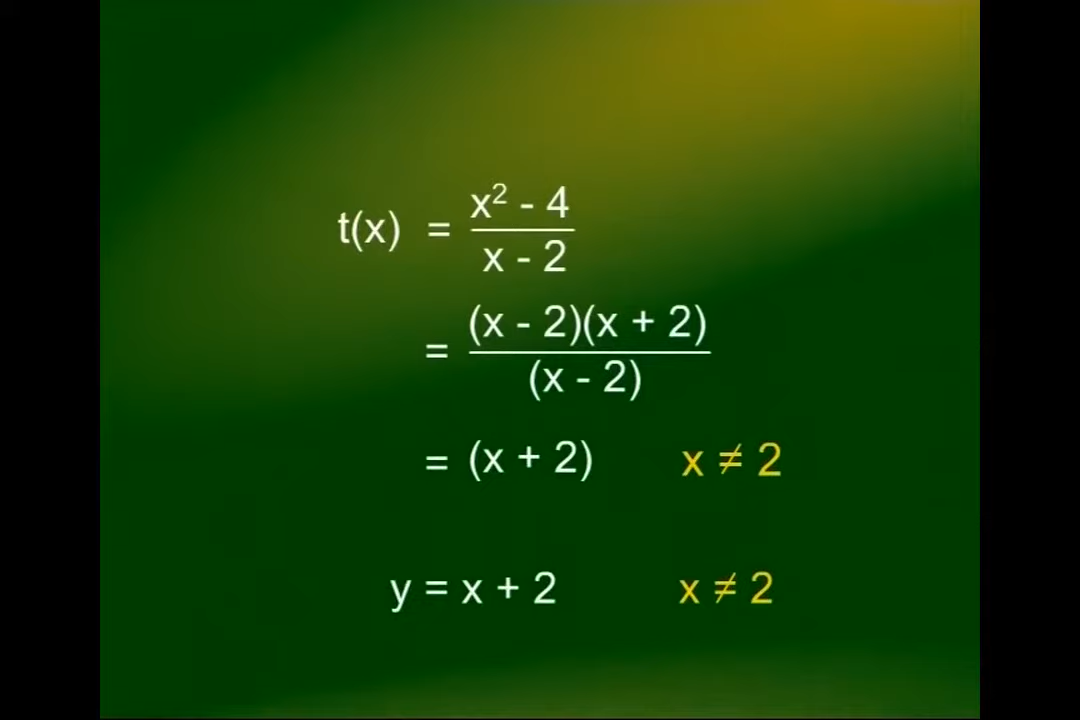 t(x) = x² - 4 / x - 2
= (x - 2)(x + 2) / (x - 2)
= (x + 2) x ≠ 2
y = x + 2 x ≠ 2